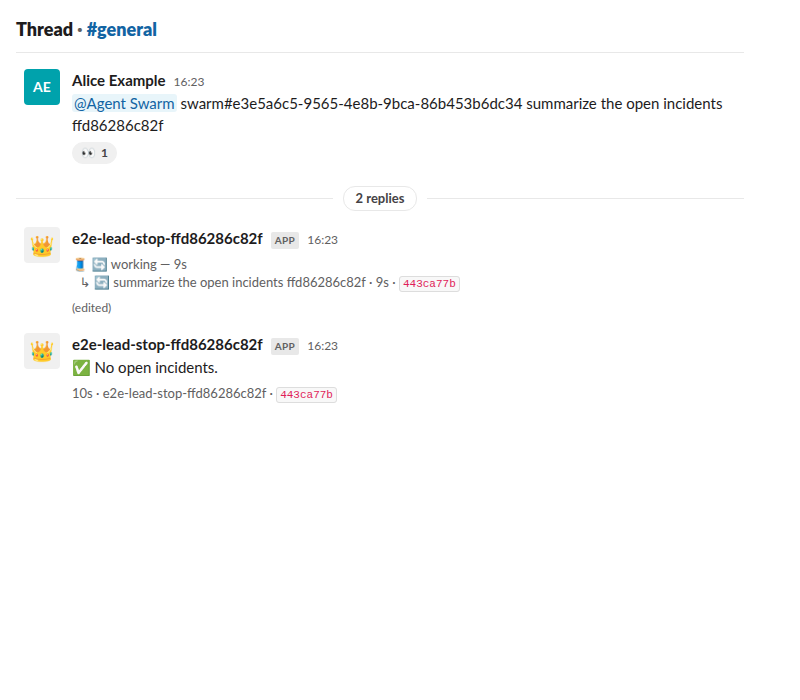 Thread • #general
AE
Alice Example 16:23
@Agent Swarm swarm#e3e5a6c5-9565-4e8b-9bca-86b453b6dc34 summarize the open incidents
ffd86286c82f
👀 1
2 replies
e2e-lead-stop-ffd86286c82f APP 16:23
🧵 🔄 working — 9s
↳ 🔄 summarize the open incidents ffd86286c82f · 9s · 443ca77b
(edited)
e2e-lead-stop-ffd86286c82f APP 16:23
✅ No open incidents.
10s · e2e-lead-stop-ffd86286c82f · 443ca77b